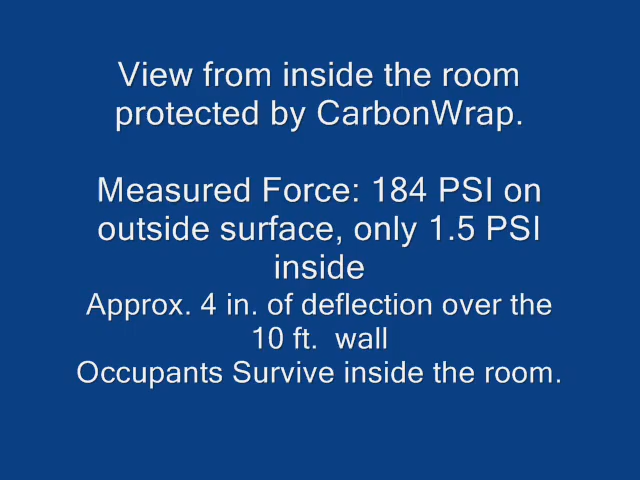 View from inside the room
protected by CarbonWrap.
Measured Force: 184 PSI on
outside surface, only 1.5 PSI
inside
Approx. 4 in. of deflection over the
10 ft.  wall
Occupants Survive inside the room.